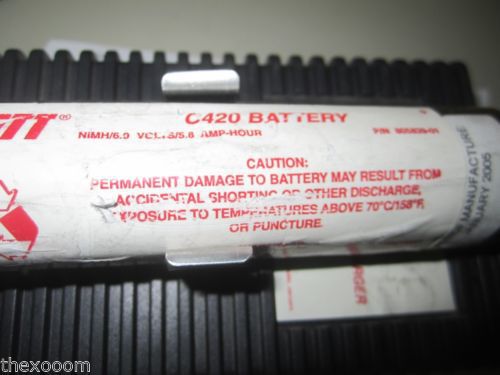 ®
C420 BATTERY
NiMH/6.0 VOLTS/5.8 AMP-HOUR
P/N
CAUTION:
PERMANENT DAMAGE TO BATTERY MAY RESULT FROM
ACCIDENTAL SHORTING OR OTHER DISCHARGE,
EXPOSURE TO TEMPERATURES ABOVE 70°C/158°F
OR PUNCTURE.
MANUFACTURE
2005
thexooom